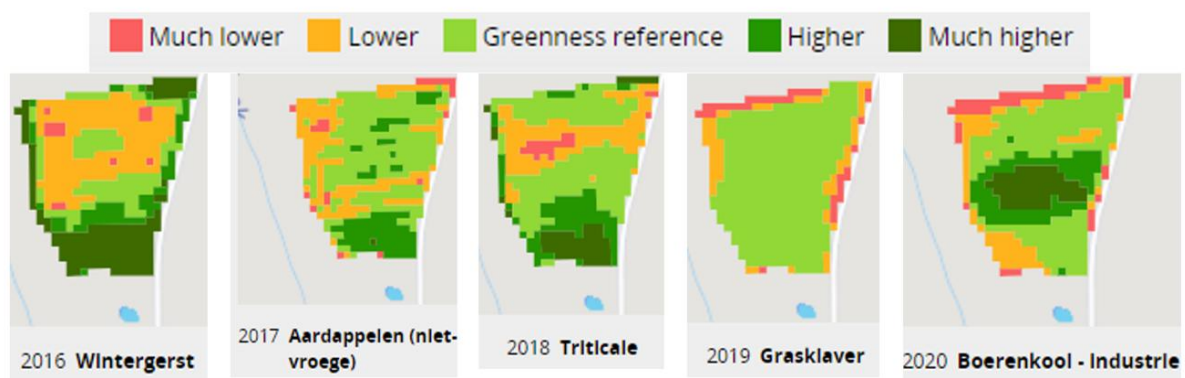 Much lower Lower Greenness reference Higher Much higher
2016 Wintergerst
2017 Aardappelen (niet-
vroege)
2018 Triticale
2019 Grasklaver
2020 Boerenkool - Industrie